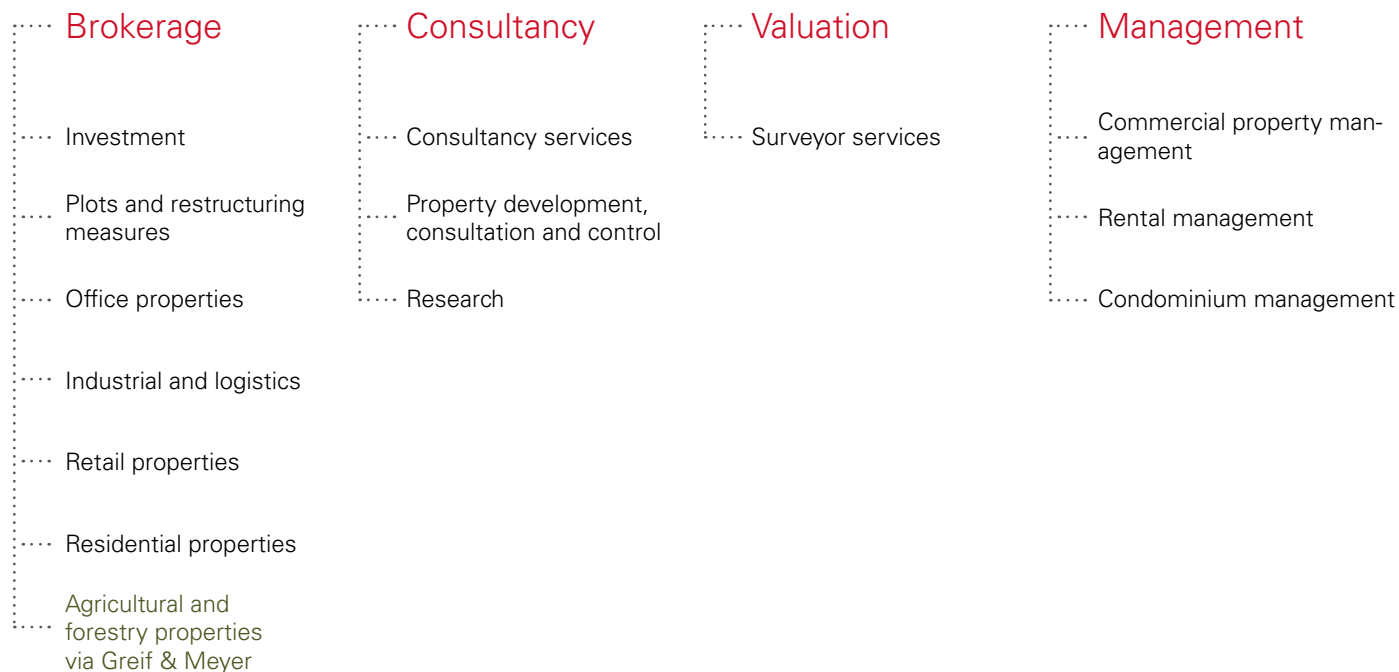 Brokerage
Investment
Plots and restructuring
measures
Office properties
Industrial and logistics
Retail properties
Residential properties
Agricultural and
forestry properties
via Greif & Meyer
Consultancy
Consultancy services
Property development,
consultation and control
Research
Valuation
Surveyor services
Management
Commercial property man-
agement
Rental management
Condominium management